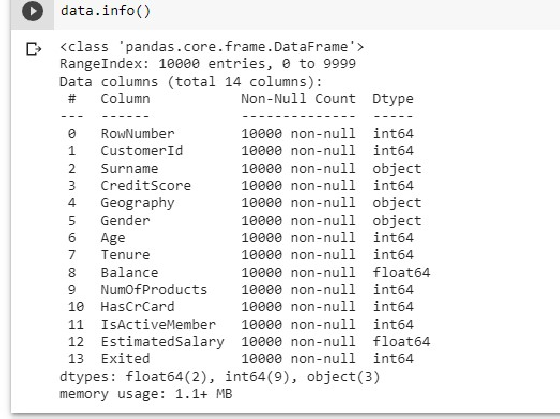 data.info()
<class 'pandas.core.frame.DataFrame'>
RangeIndex: 10000 entries, 0 to 9999
Data columns (total 14 columns):
 #   Column           Non-Null Count  Dtype
---  ------           --------------  -----
 0   RowNumber        10000 non-null  int64
 1   CustomerId       10000 non-null  int64
 2   Surname          10000 non-null  object
 3   CreditScore      10000 non-null  int64
 4   Geography        10000 non-null  object
 5   Gender           10000 non-null  object
 6   Age              10000 non-null  int64
 7   Tenure           10000 non-null  int64
 8   Balance          10000 non-null  float64
 9   NumOfProducts    10000 non-null  int64
 10  HasCrCard        10000 non-null  int64
 11  IsActiveMember   10000 non-null  int64
 12  EstimatedSalary  10000 non-null  float64
 13  Exited           10000 non-null  int64
dtypes: float64(2), int64(9), object(3)
memory usage: 1.1+ MB